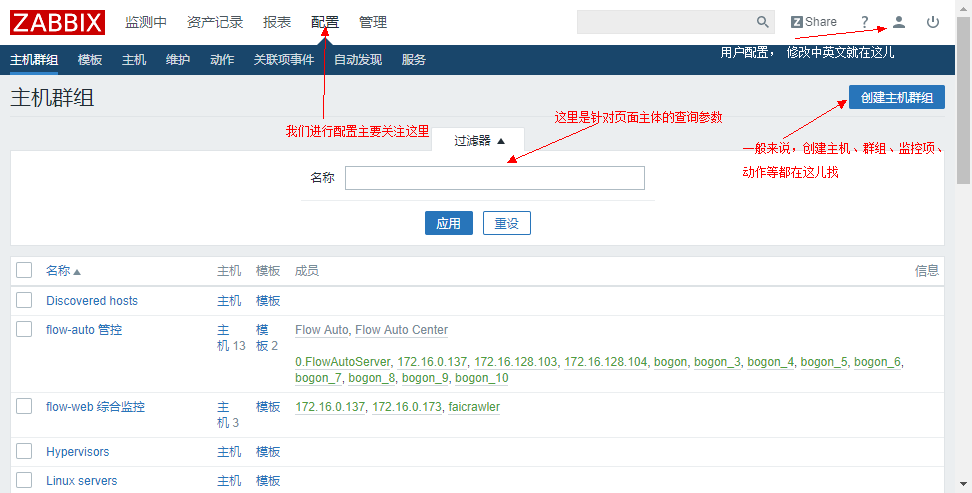 ZABBIX 监测中 资产记录 报表 配置 管理 Share ?
用户配置， 修改中英文就在这儿
主机群组 模板 主机 维护 动作 关联项事件 自动发现 服务
主机群组 创建主机群组
这里是针对页面主体的查询参数
我们进行配置主要关注这里
过滤器
一般来说，创建主机、群组、监控项、
动作等都在这儿找
名称
应用 重设
名称 主机 模板 成员 信息
Discovered hosts 主机 模板
flow-auto 管控 主机 13 模板 2 Flow Auto, Flow Auto Center
0.FlowAutoServer, 172.16.0.137, 172.16.128.103, 172.16.128.104, bogon, bogon_3, bogon_4, bogon_5, bogon_6,
bogon_7, bogon_8, bogon_9, bogon_10
flow-web 综合监控 主机 3 模板 172.16.0.137, 172.16.0.173, faicrawler
Hypervisors 主机 模板
Linux servers 主机 模板